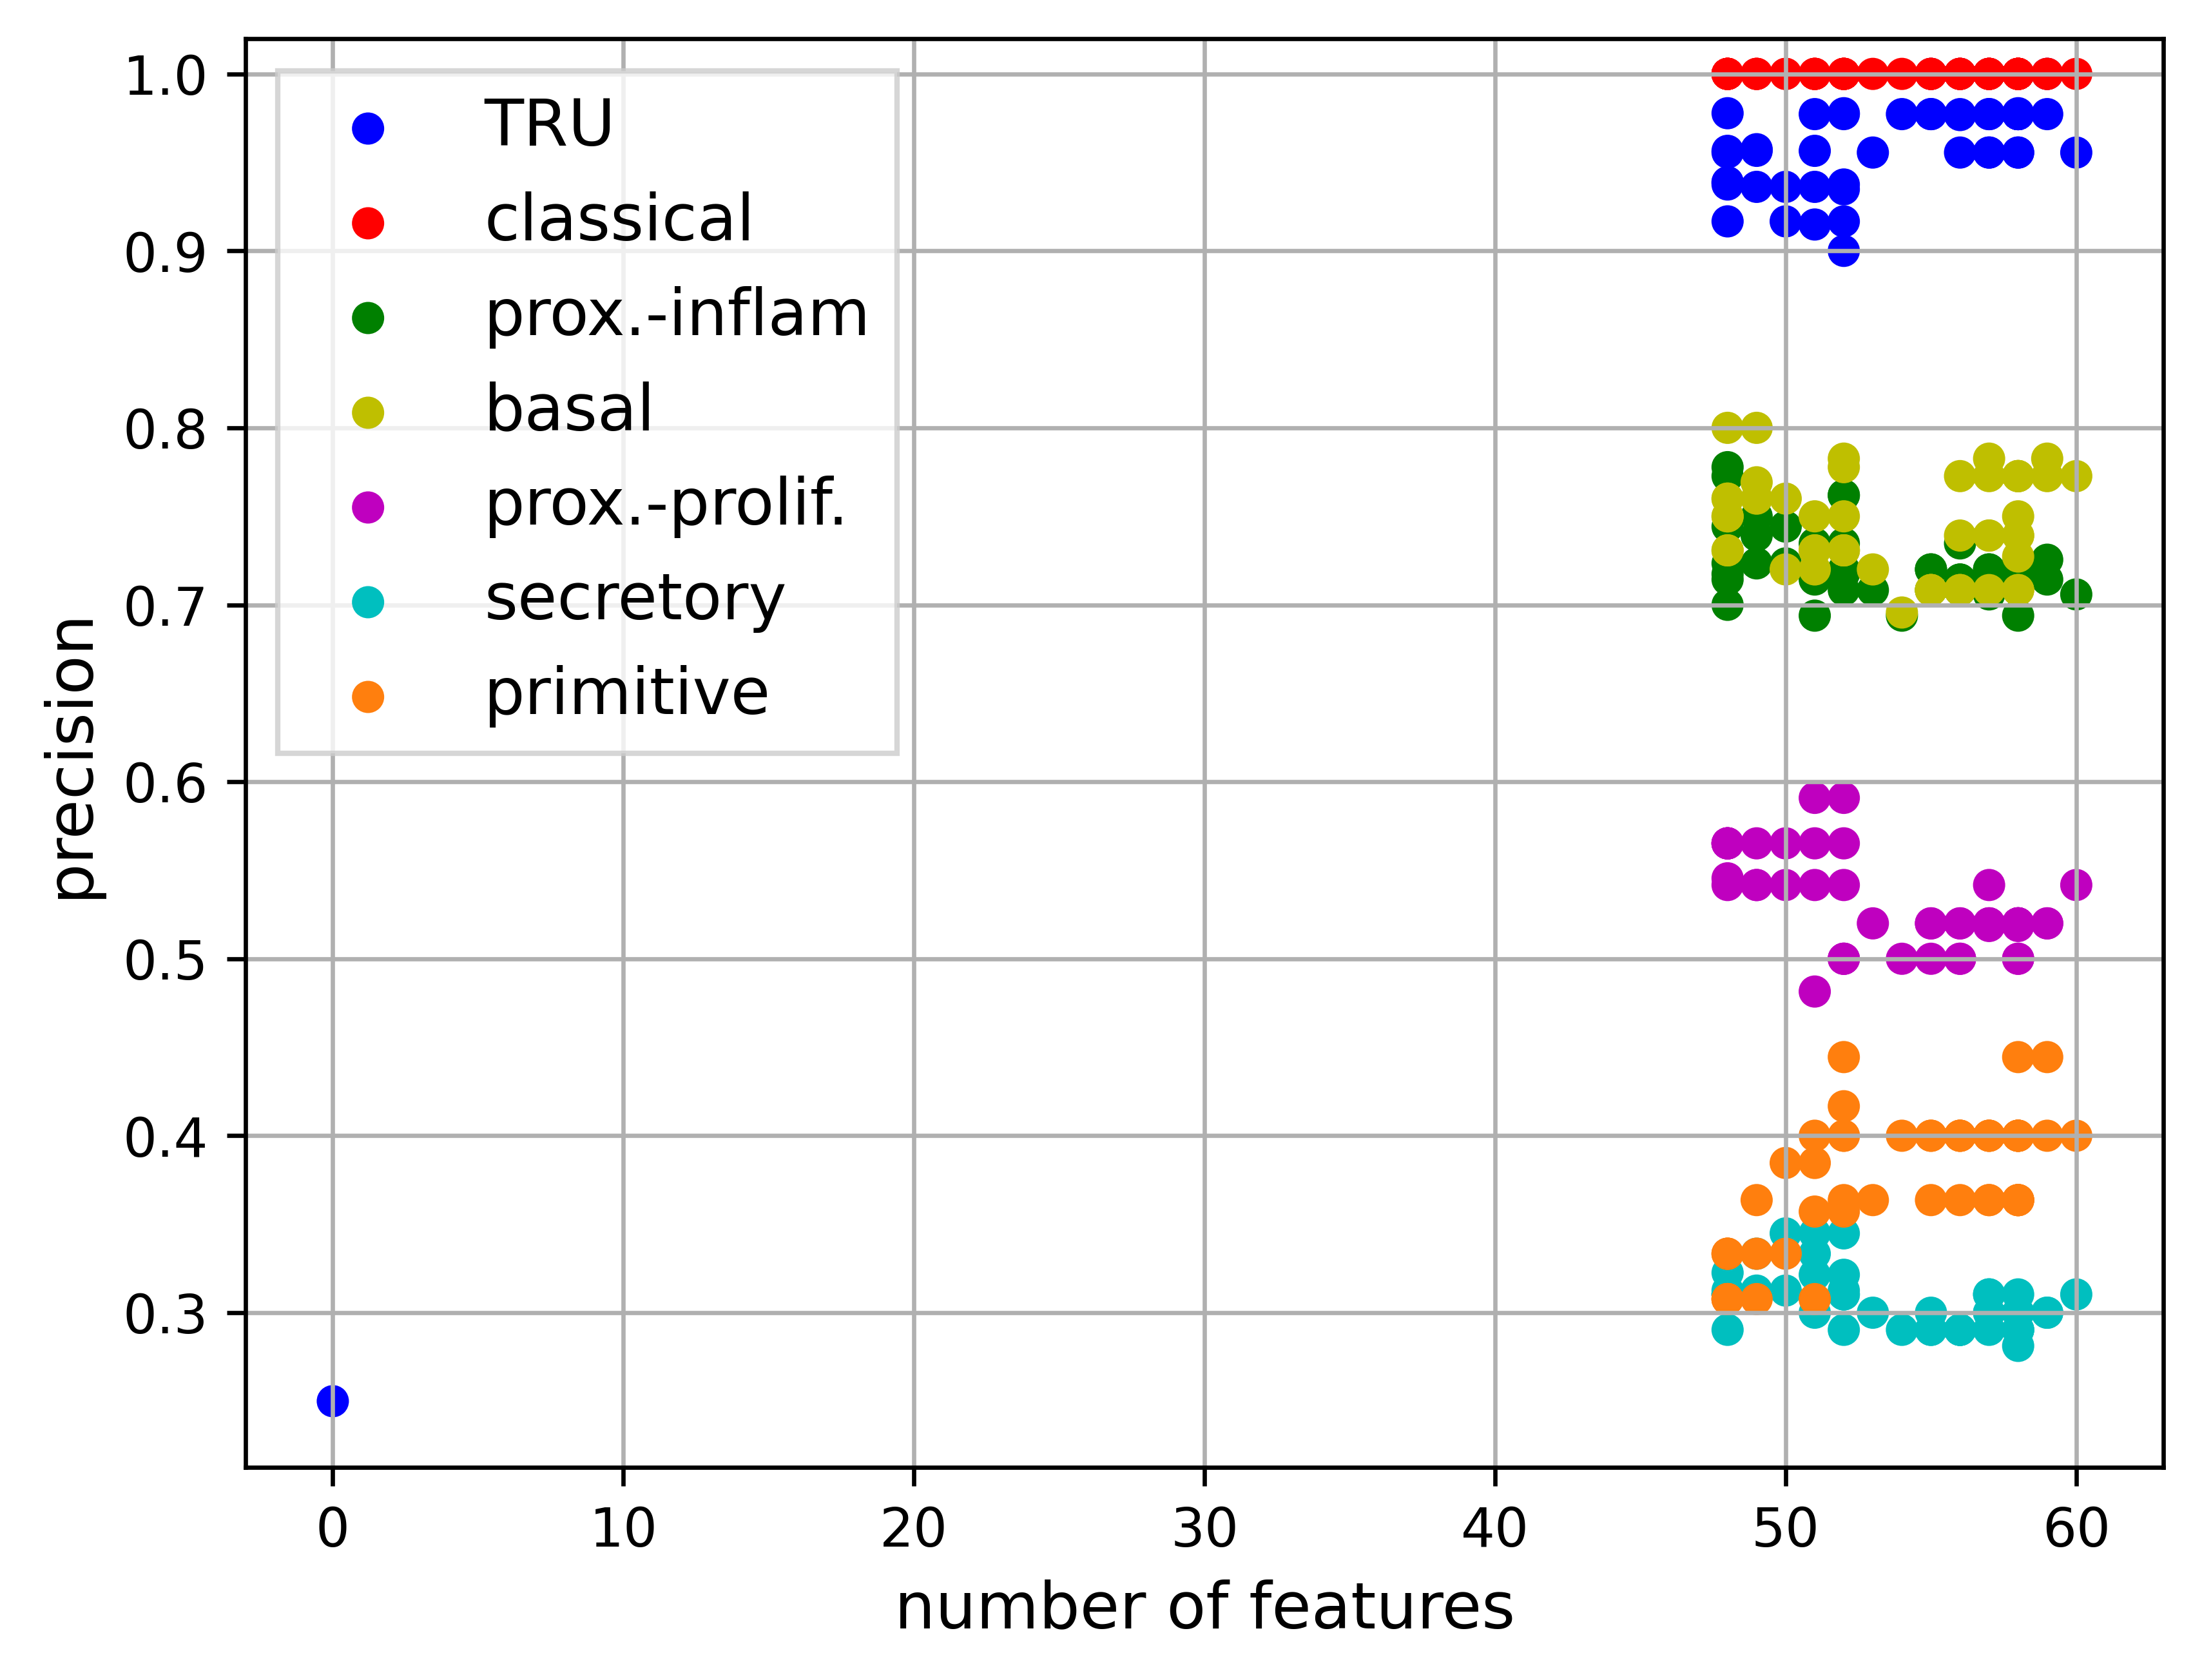 1.0
0.9
0.8
0.7
0.6
0.5
0.4
0.3
precision
TRU
classical
prox.-inflam
basal
prox.-prolif.
secretory
primitive
0 10 20 30 40 50 60
number of features